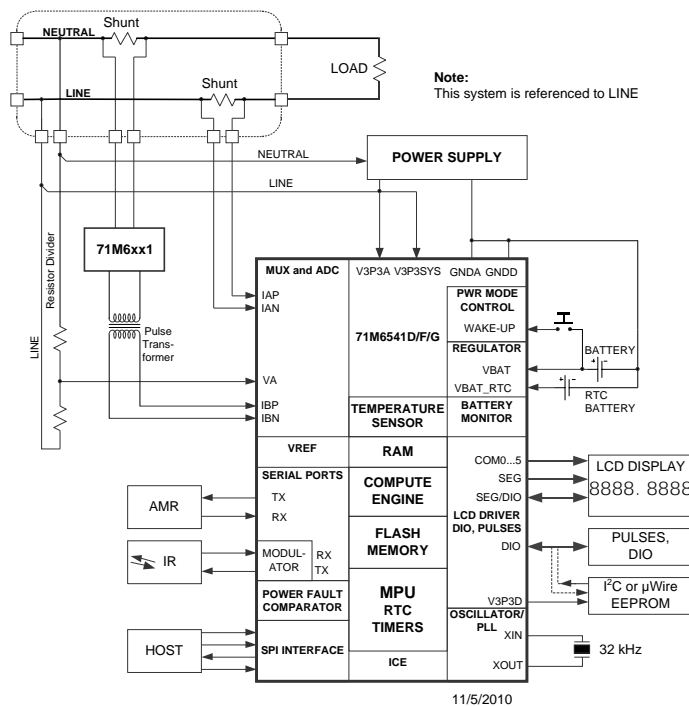 Shunt
NEUTRAL
LOAD
Shunt
LINE
Note:
This system is referenced to LINE
NEUTRAL
POWER SUPPLY
LINE
71M6xx1
Resistor Divider
LINE
Pulse
Trans-
former
MUX and ADC
V3P3A V3P3SYS
GNDA GNDD
IAP
IAN
VA
IBP
IBN
71M6541D/F/G
PWR MODE
CONTROL
WAKE-UP
REGULATOR
VBAT
VBAT_RTC
BATTERY
RTC
BATTERY
TEMPERATURE
SENSOR
BATTERY
MONITOR
VREF
RAM
SERIAL PORTS
TX
RX
AMR
COMPUTE
ENGINE
COM0...5
SEG
SEG/DIO
LCD DISPLAY
8888. 8888
LCD DRIVER
DIO, PULSES
DIO
PULSES,
DIO
IR
MODUL-
ATOR
RX
TX
FLASH
MEMORY
I2C or µWire
EEPROM
POWER FAULT
COMPARATOR
MPU
RTC
TIMERS
V3P3D
OSCILLATOR/
PLL
XIN
32 kHz
XOUT
HOST
SPI INTERFACE
ICE
11/5/2010